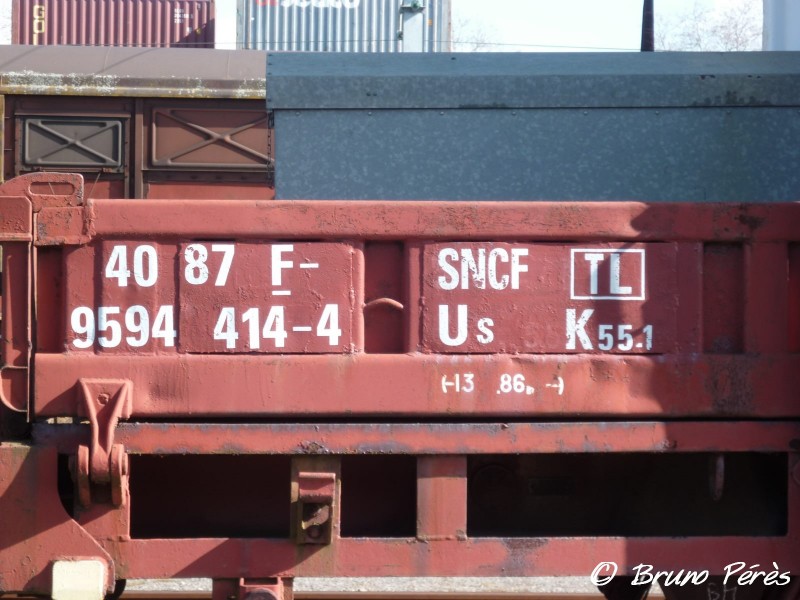 40 87 F-
9594 414-4
SNCF TL
Us K55.1
(-13 .86 -)
© Bruno Pérès